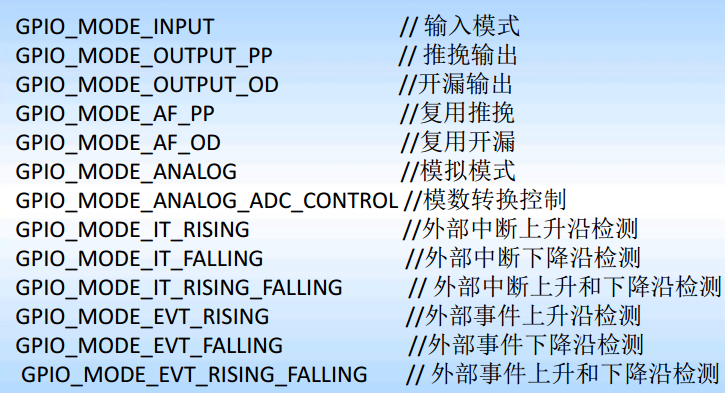 GPIO_MODE_INPUT // 输入模式
GPIO_MODE_OUTPUT_PP // 推挽输出
GPIO_MODE_OUTPUT_OD //开漏输出
GPIO_MODE_AF_PP //复用推挽
GPIO_MODE_AF_OD //复用开漏
GPIO_MODE_ANALOG //模拟模式
GPIO_MODE_ANALOG_ADC_CONTROL //模数转换控制
GPIO_MODE_IT_RISING //外部中断上升沿检测
GPIO_MODE_IT_FALLING //外部中断下降沿检测
GPIO_MODE_IT_RISING_FALLING // 外部中断上升和下降沿检测
GPIO_MODE_EVT_RISING //外部事件上升沿检测
GPIO_MODE_EVT_FALLING //外部事件下降沿检测
GPIO_MODE_EVT_RISING_FALLING // 外部事件上升和下降沿检测